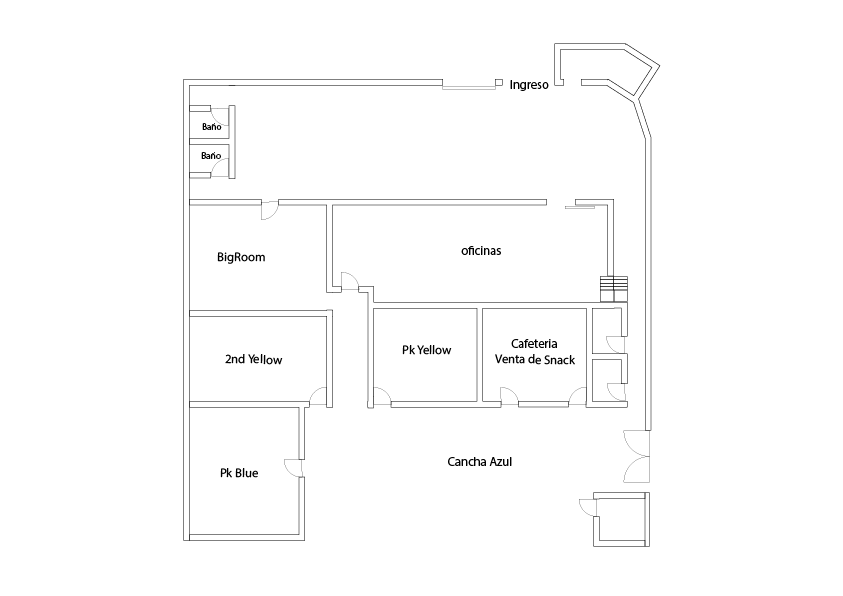 Ingreso
Baño
Baño
BigRoom
oficinas
2nd Yellow
Pk Yellow
Cafeteria
Venta de Snack
Pk Blue
Cancha Azul